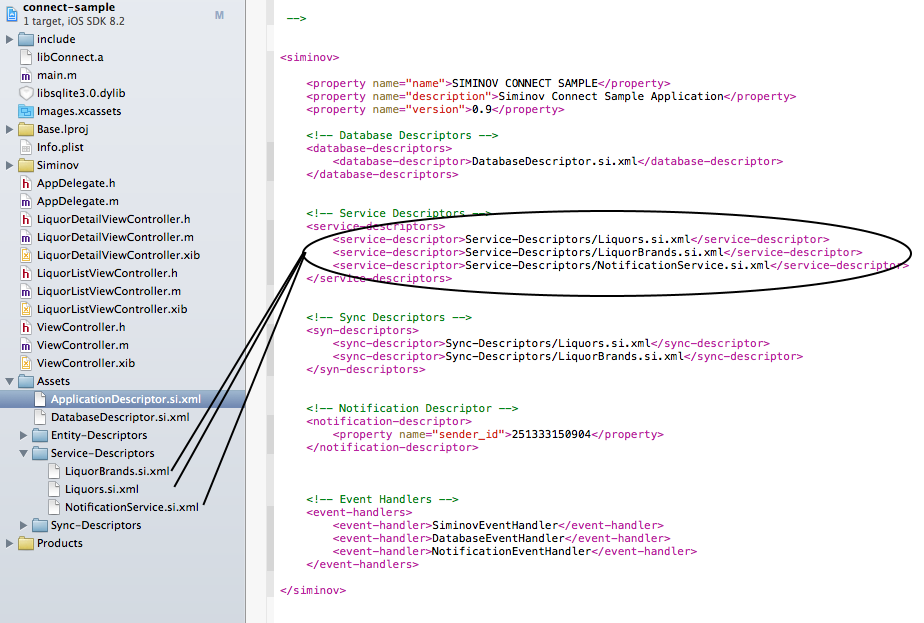 connect-sample
1 target, iOS SDK 8.2
M
include
libConnect.a
main.m
libsqlite3.0.dylib
Images.xcassets
Base.lproj
Info.plist
Siminov
AppDelegate.h
AppDelegate.m
LiquorDetailViewController.h
LiquorDetailViewController.m
LiquorDetailViewController.xib
LiquorListViewController.h
LiquorListViewController.m
LiquorListViewController.xib
ViewController.h
ViewController.m
ViewController.xib
Assets
ApplicationDescriptor.si.xml
DatabaseDescriptor.si.xml
Entity-Descriptors
Service-Descriptors
LiquorBrands.si.xml
Liquors.si.xml
NotificationService.si.xml
Sync-Descriptors
Products
-->
<siminov>
<property name="name">SIMINOV CONNECT SAMPLE</property>
<property name="description">Siminov Connect Sample Application</property>
<property name="version">0.9</property>
<!-- Database Descriptors -->
<database-descriptors>
<database-descriptor>DatabaseDescriptor.si.xml</database-descriptor>
</database-descriptors>
<!-- Service Descriptors -->
<service-descriptors>
<service-descriptor>Service-Descriptors/Liquors.si.xml</service-descriptor>
<service-descriptor>Service-Descriptors/LiquorBrands.si.xml</service-descriptor>
<service-descriptor>Service-Descriptors/NotificationService.si.xml</service-descriptor>
</service-descriptors>
<!-- Sync Descriptors -->
<syn-descriptors>
<sync-descriptor>Sync-Descriptors/Liquors.si.xml</sync-descriptor>
<sync-descriptor>Sync-Descriptors/LiquorBrands.si.xml</sync-descriptor>
</syn-descriptors>
<!-- Notification Descriptor -->
<notification-descriptor>
<property name="sender_id">251333150904</property>
</notification-descriptor>
<!-- Event Handlers -->
<event-handlers>
<event-handler>SiminovEventHandler</event-handler>
<event-handler>DatabaseEventHandler</event-handler>
<event-handler>NotificationEventHandler</event-handler>
</event-handlers>
</siminov>